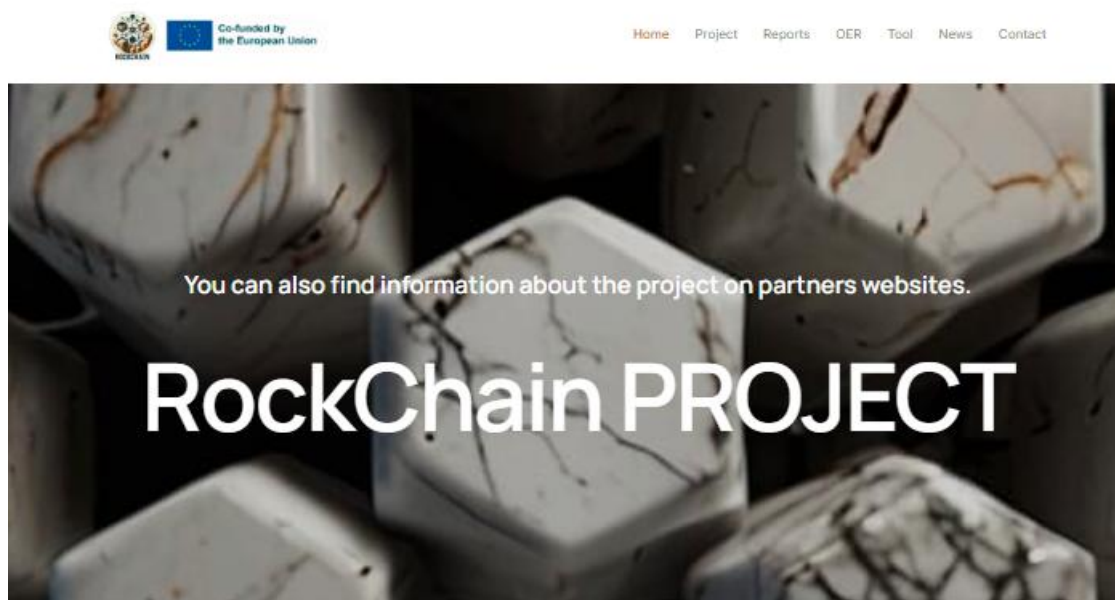 ROCKCHAIN
Co-funded by
the European Union
Home Project Reports OER Tool News Contact
You can also find information about the project on partners websites.
RockChain PROJECT